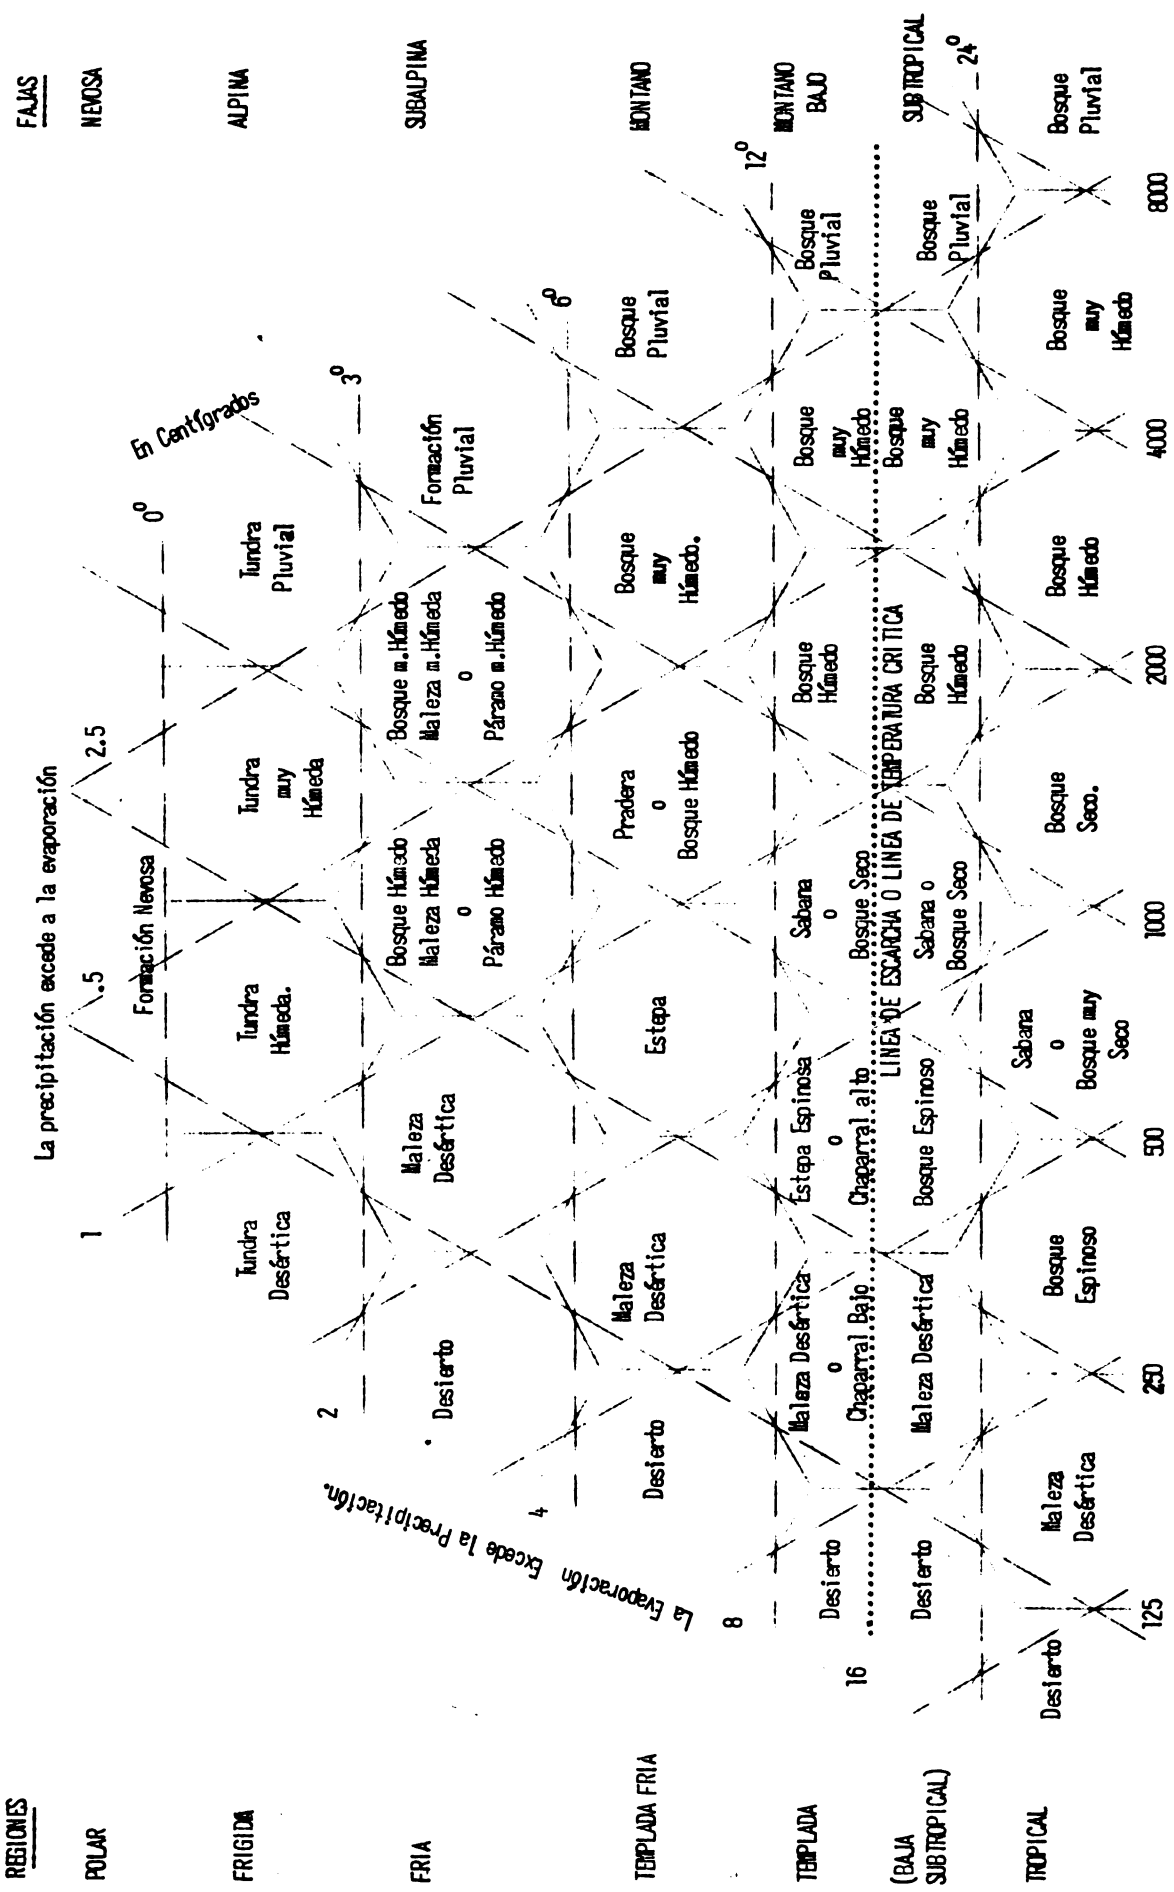 REGIONES
FAJAS
La precipitación excede a la evaporación
POLAR
1
.5
2.5
NEVOSA
Formación Nevosa
0°
En Centígrados
FRIGIDA
Tundra
Desértica
Tundra
Húmeda.
Tundra
muy
Húmeda
Tundra
Pluvial
ALPINA
2
3°
FRIA
Desierto
Maleza
Desértica
Bosque Húmedo
Maleza Húmeda
o
Páramo Húmedo
Bosque m.Húmedo
Maleza m.Húmeda
o
Páramo m.Húmedo
Formación
Pluvial
SUBALPINA
La Evaporación Excede la Precipitación.
4
6°
TEMPLADA FRIA
Desierto
Maleza
Desértica
Estepa
Pradera
o
Bosque Húmedo
Bosque
muy
Húmedo.
Bosque
Pluvial
MONTANO
8
12°
TEMPLADA
Desierto
Maleza Desértica
o
Chaparral Bajo
Estepa Espinosa
o
Chaparral alto
Sabana
o
Bosque Seco
Bosque
Húmedo
Bosque
muy
Húmedo
Bosque
Pluvial
MONTANO
BAJO
16
LINEA DE ESCARCHA O LINEA DE TEMPERATURA CRITICA
(BAJA
SUBTROPICAL)
Desierto
Maleza Desértica
Bosque Espinoso
Sabana o
Bosque Seco
Bosque
Húmedo
Bosque
muy
Húmedo
Bosque
Pluvial
SUBTROPICAL
24°
TROPICAL
Desierto
Maleza
Desértica
Bosque
Espinoso
Sabana
o
Bosque muy
Seco
Bosque
Seco.
Bosque
Húmedo
Bosque
muy
Húmedo
Bosque
Pluvial
125
250
500
1000
2000
4000
8000